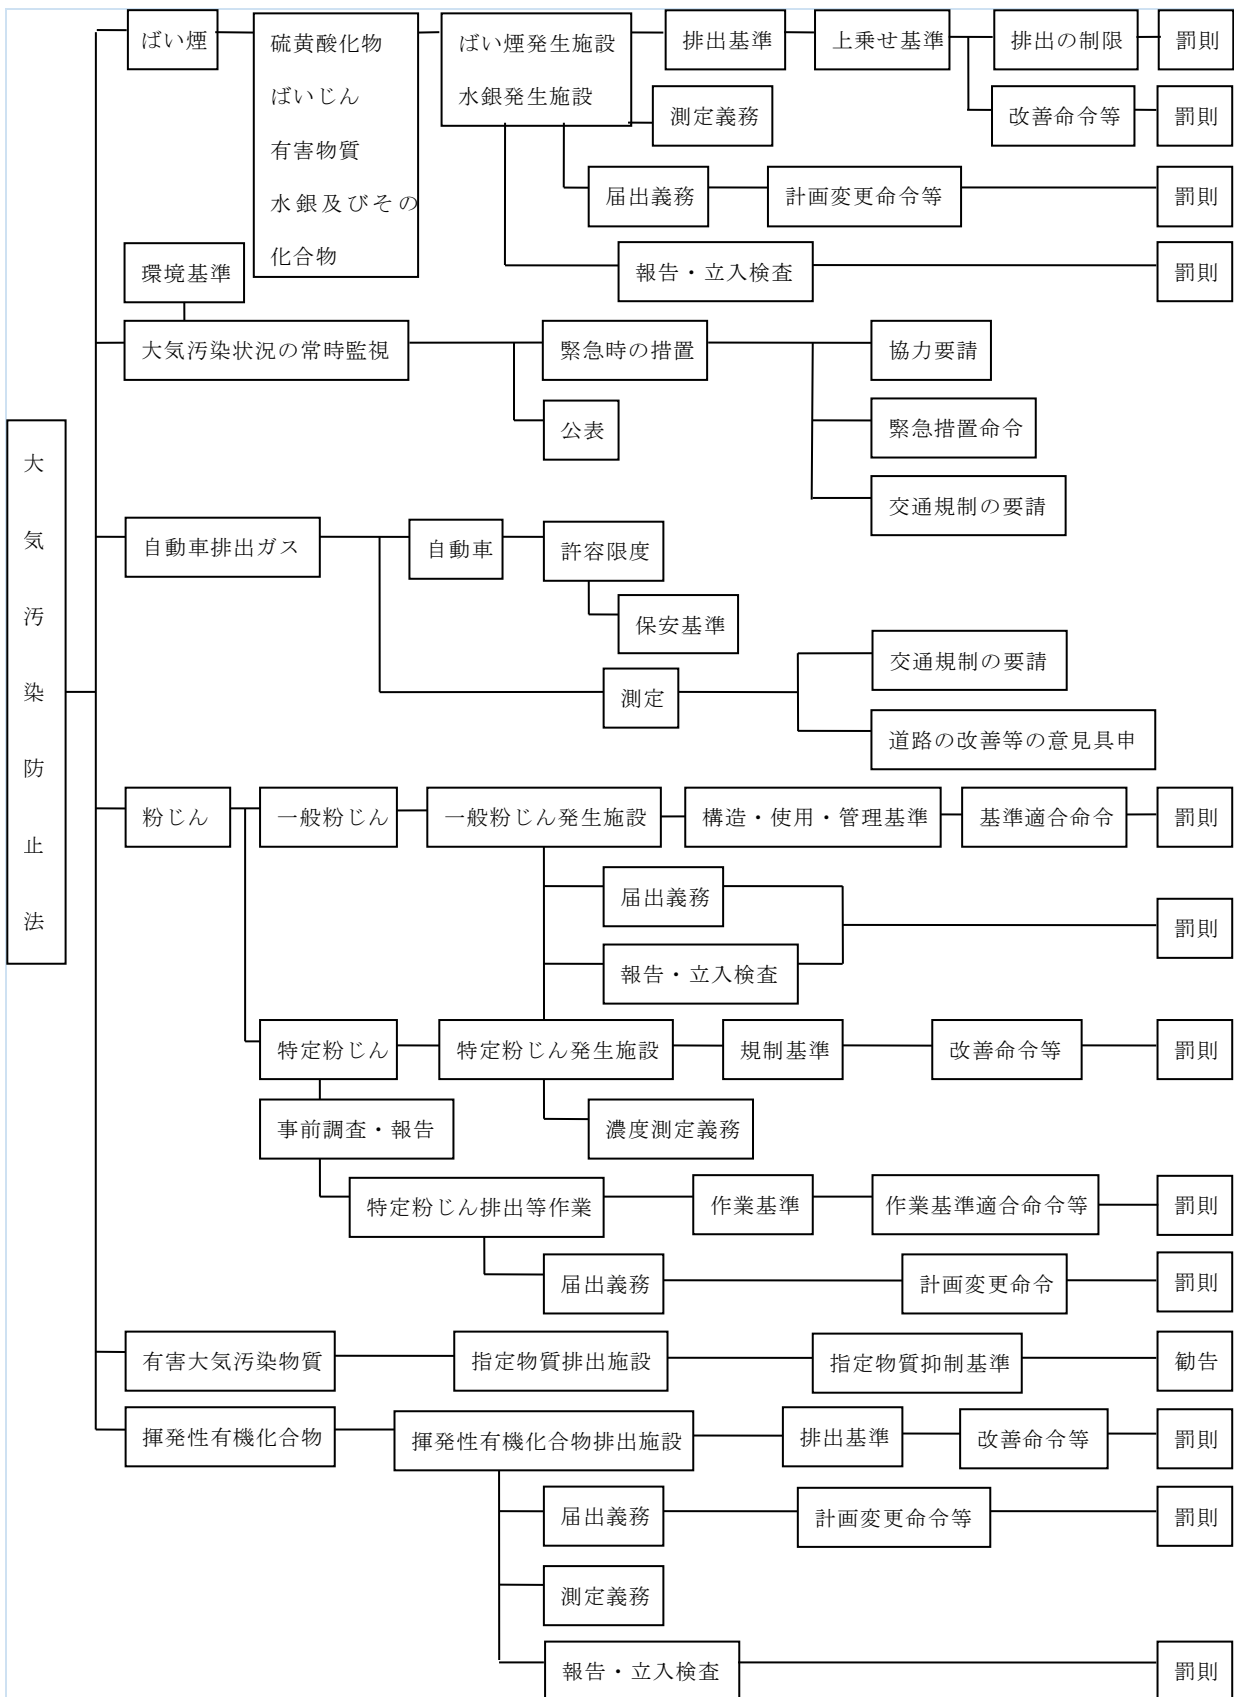 大気汚染防止法
ばい煙
硫黄酸化物
ばいじん
有害物質
水銀及びその
化合物
ばい煙発生施設
水銀発生施設
排出基準
上乗せ基準
排出の制限
罰則
測定義務
改善命令等
罰則
届出義務
計画変更命令等
罰則
報告・立入検査
罰則
環境基準
大気汚染状況の常時監視
緊急時の措置
協力要請
公表
緊急措置命令
交通規制の要請
自動車排出ガス
自動車
許容限度
保安基準
測定
交通規制の要請
道路の改善等の意見具申
粉じん
一般粉じん
一般粉じん発生施設
構造・使用・管理基準
基準適合命令
罰則
届出義務
報告・立入検査
罰則
特定粉じん
特定粉じん発生施設
規制基準
改善命令等
罰則
事前調査・報告
濃度測定義務
特定粉じん排出等作業
作業基準
作業基準適合命令等
罰則
届出義務
計画変更命令
罰則
有害大気汚染物質
指定物質排出施設
指定物質抑制基準
勧告
揮発性有機化合物
揮発性有機化合物排出施設
排出基準
改善命令等
罰則
届出義務
計画変更命令等
罰則
測定義務
報告・立入検査
罰則